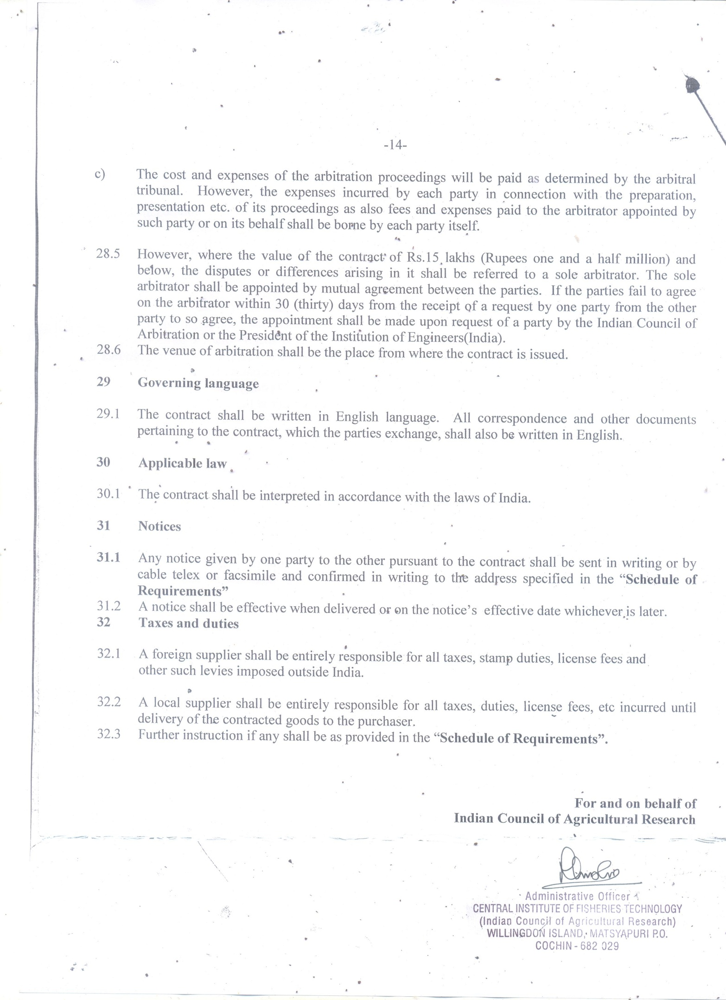 -14-
c) The cost and expenses of the arbitration proceedings will be paid as determined by the arbitral
tribunal. However, the expenses incurred by each party in connection with the preparation,
presentation etc. of its proceedings as also fees and expenses paid to the arbitrator appointed by
such party or on its behalf shall be borne by each party itself.
28.5 However, where the value of the contract of Rs.15 lakhs (Rupees one and a half million) and
below, the disputes or differences arising in it shall be referred to a sole arbitrator. The sole
arbitrator shall be appointed by mutual agreement between the parties. If the parties fail to agree
on the arbitrator within 30 (thirty) days from the receipt of a request by one party from the other
party to so agree, the appointment shall be made upon request of a party by the Indian Council of
Arbitration or the President of the Institution of Engineers(India).
28.6 The venue of arbitration shall be the place from where the contract is issued.
29 Governing language
29.1 The contract shall be written in English language. All correspondence and other documents
pertaining to the contract, which the parties exchange, shall also be written in English.
30 Applicable law
30.1 The contract shall be interpreted in accordance with the laws of India.
31 Notices
31.1 Any notice given by one party to the other pursuant to the contract shall be sent in writing or by
cable telex or facsimile and confirmed in writing to the address specified in the “Schedule of
Requirements”
31.2 A notice shall be effective when delivered or on the notice’s effective date whichever is later.
32 Taxes and duties
32.1 A foreign supplier shall be entirely responsible for all taxes, stamp duties, license fees and
other such levies imposed outside India.
32.2 A local supplier shall be entirely responsible for all taxes, duties, license fees, etc incurred until
delivery of the contracted goods to the purchaser.
32.3 Further instruction if any shall be as provided in the “Schedule of Requirements”.
For and on behalf of
Indian Council of Agricultural Research
Administrative Officer
CENTRAL INSTITUTE OF FISHERIES TECHNOLOGY
(Indian Council of Agricultural Research)
WILLINGDON ISLAND, MATSYAPURI P.O.
COCHIN - 682 029